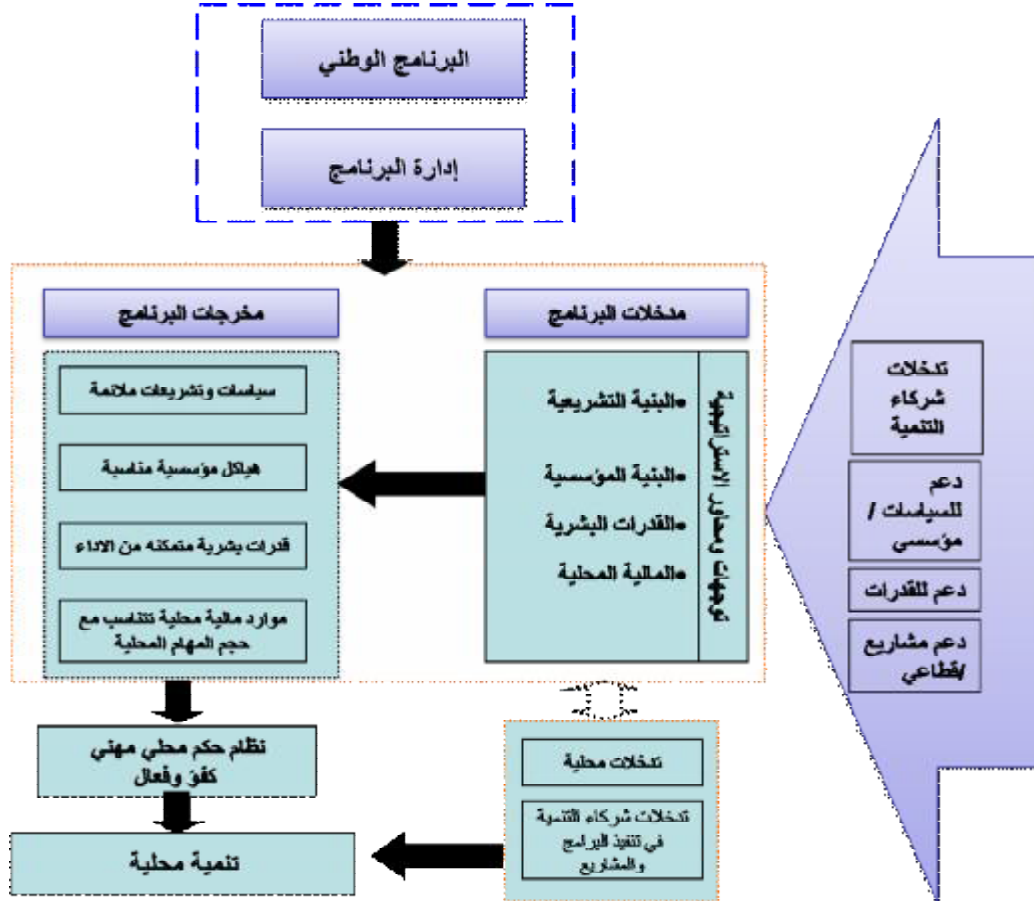 البرنامج الوطني
إدارة البرنامج
مدخلات البرنامج
توجهات ومحاور الاستراتيجية
•البنية التشريعية
•البنية المؤسسية
•القدرات البشرية
•المالية المحلية
مخرجات البرنامج
سياسات وتشريعات ملائمة
هياكل مؤسسية مناسبة
قدرات بشرية متمكنه من الاداء
موارد مالية محلية تتناسب مع
حجم المهام المحلية
تدخلات
شركاء
التنمية
دعم
للسياسات /
مؤسسي
دعم للقدرات
دعم مشاريع
/قطاعي
نظام حكم محلي مهني
كفؤ وفعال
تنمية محلية
تدخلات محلية
تدخلات شركاء التنمية
في تنفيذ البرامج
والمشاريع